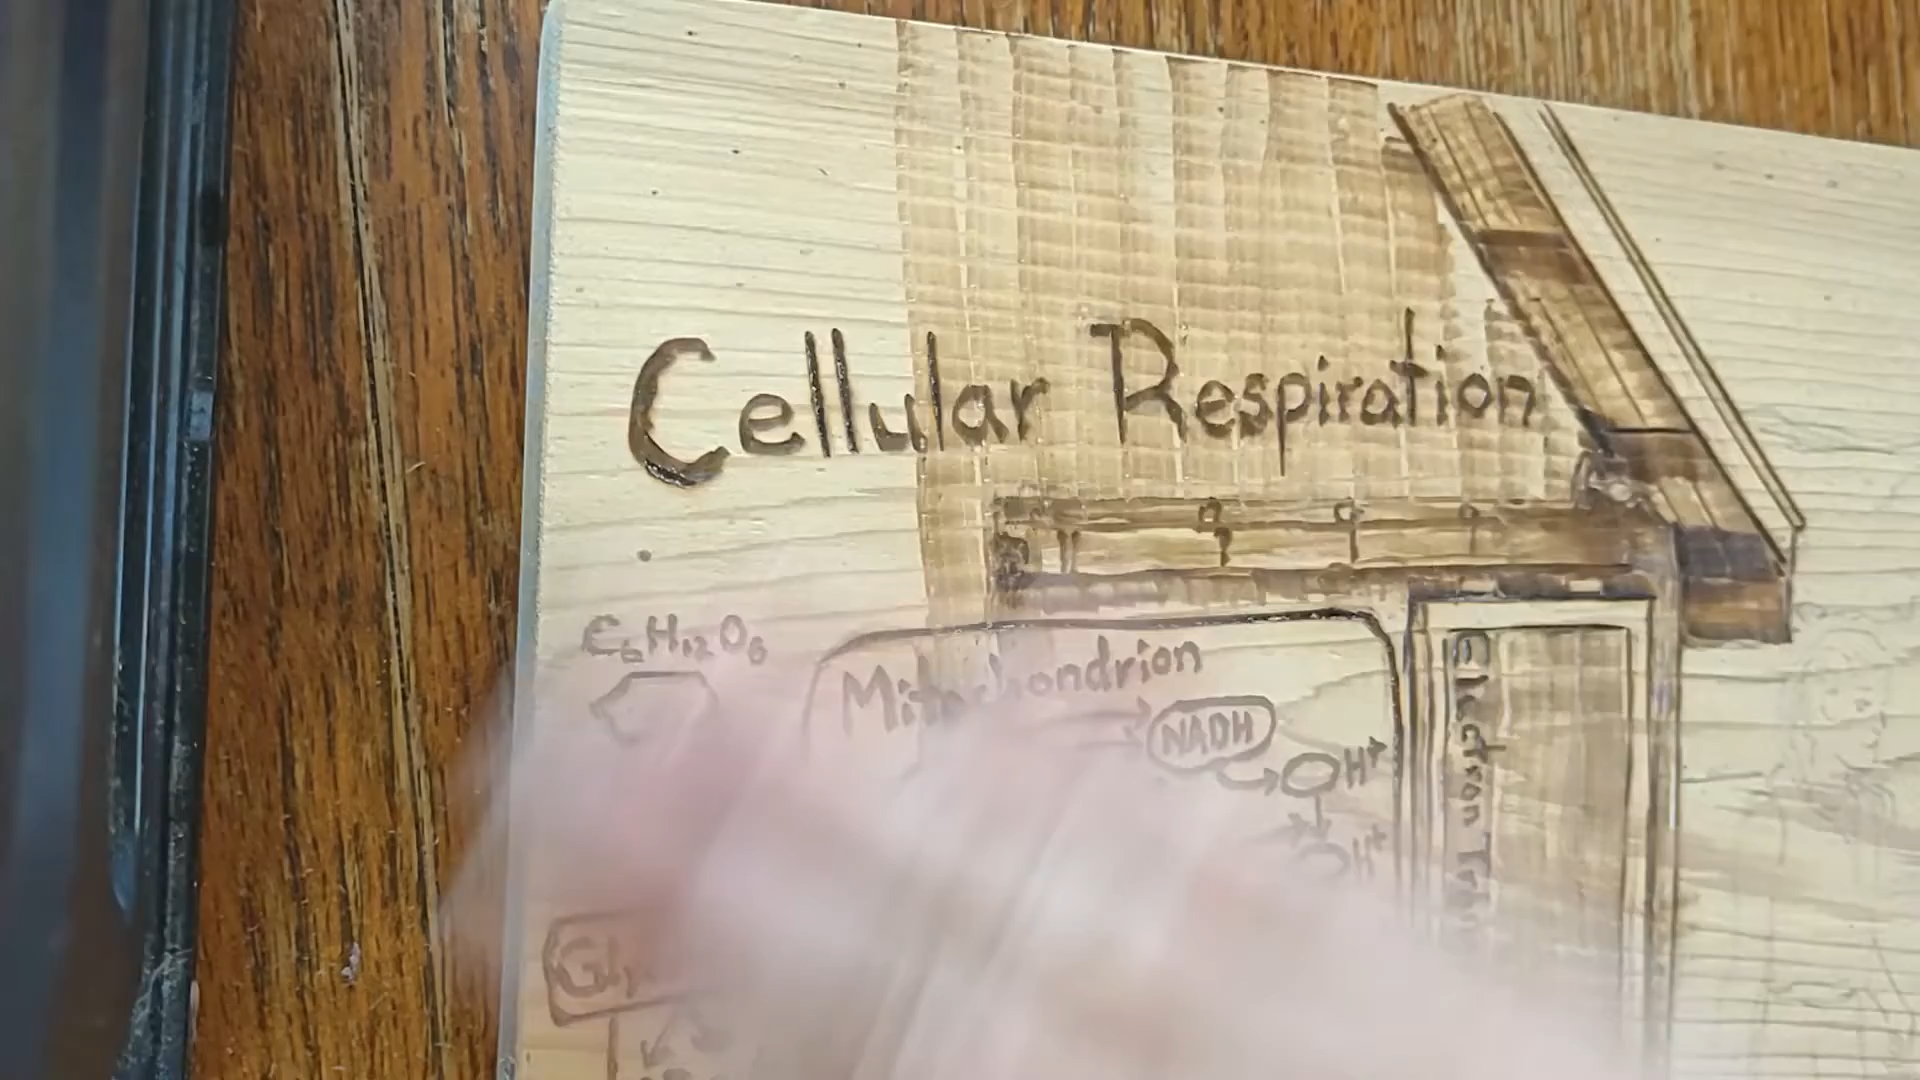 Cellular Respiration
C₆H₁₂O₆
Mitochondrion
NADH
H⁺
H⁺
Electron